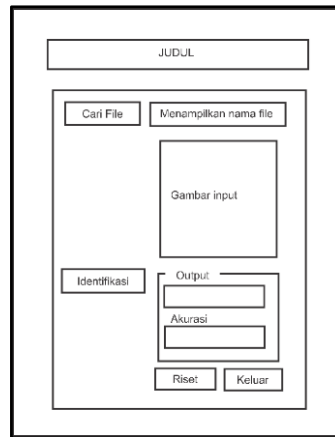 JUDUL
Cari File
Menampilkan nama file
Gambar input
Identifikasi
Output
Akurasi
Riset
Keluar